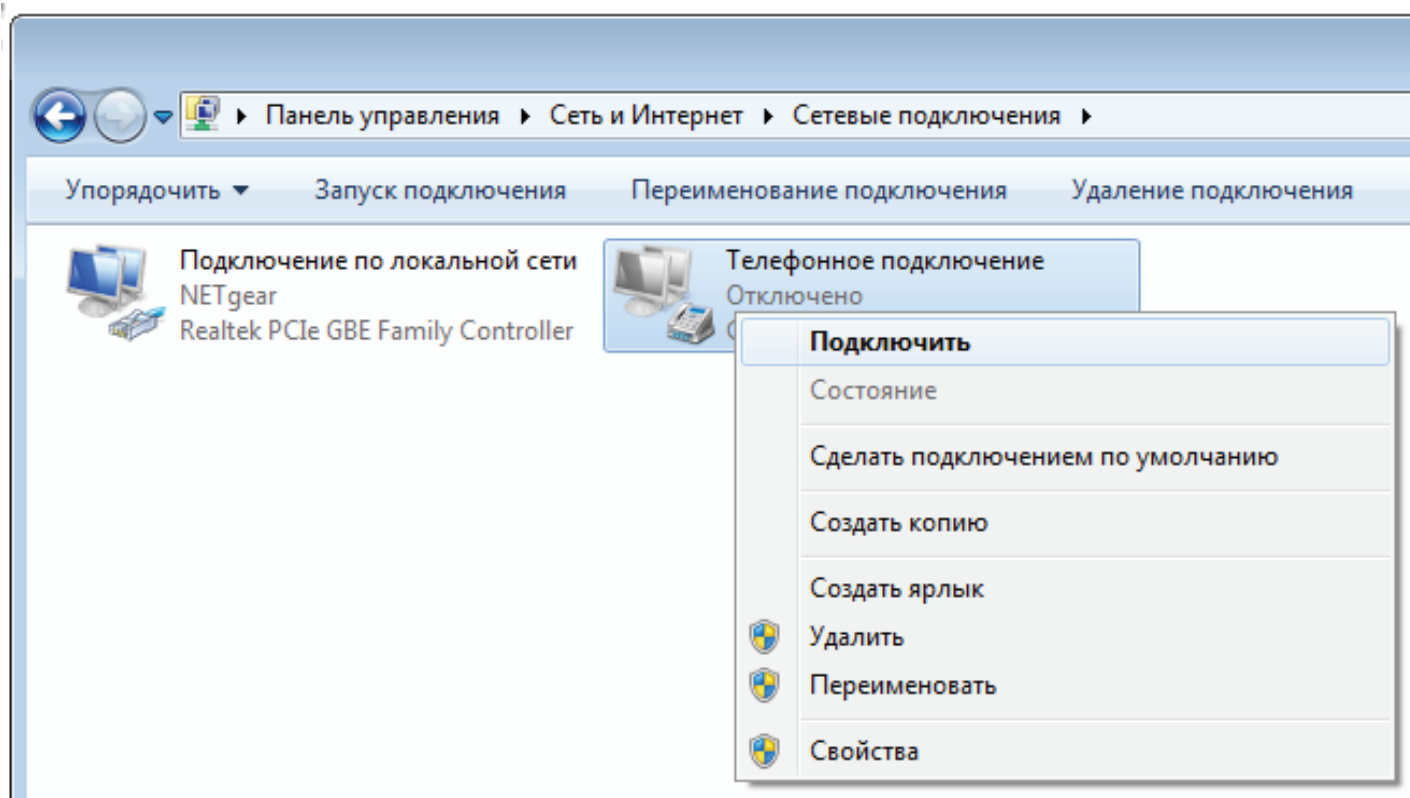 Панель управления Сеть и Интернет Сетевые подключения
Упорядочить Запуск подключения Переименование подключения Удаление подключения
Подключение по локальной сети
NETgear
Realtek PCIe GBE Family Controller
Телефонное подключение
Отключено
Подключить
Состояние
Сделать подключением по умолчанию
Создать копию
Создать ярлык
Удалить
Переименовать
Свойства